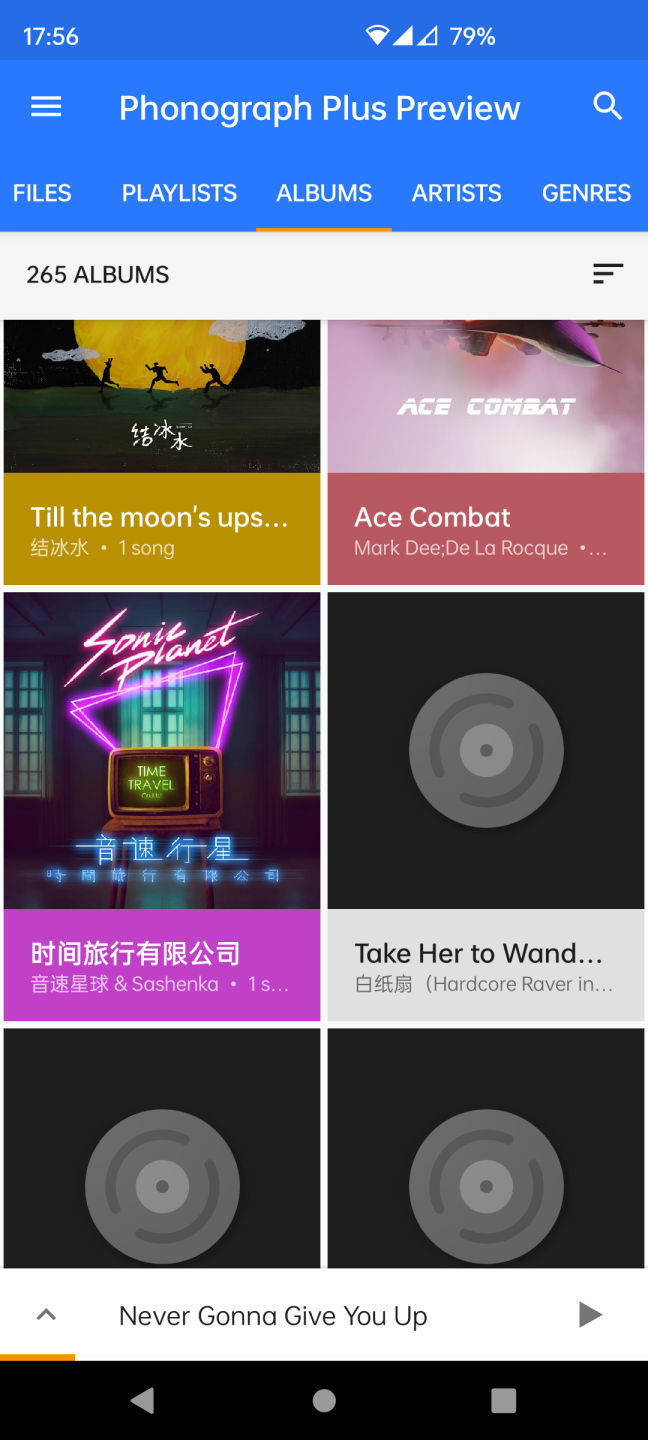 17:56
79%
Phonograph Plus Preview
FILES
PLAYLISTS
ALBUMS
ARTISTS
GENRES
265 ALBUMS
结冰水
ACE COMBAT
Till the moon's ups...
结冰水 • 1 song
Ace Combat
Mark Dee;De La Rocque •...
Sonic
Planet
TIME
TRAVEL
音速行星
時間旅行有限公司
时间旅行有限公司
音速星球 & Sashenka • 1 s...
Take Her to Wand...
白纸扇（Hardcore Raver in...
Never Gonna Give You Up